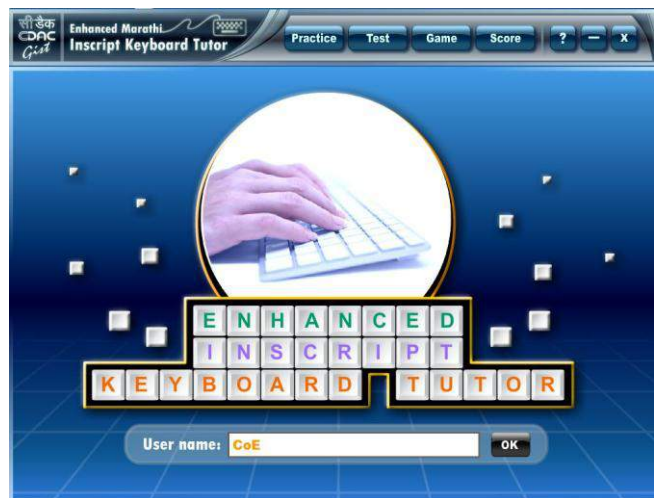 सीडैक
CDAC
Gist
Enhanced Marathi
Inscript Keyboard Tutor
Practice Test Game Score ? — X
ENHANCED
INSCRIPT
KEYBOARD TUTOR
User name: CoE OK